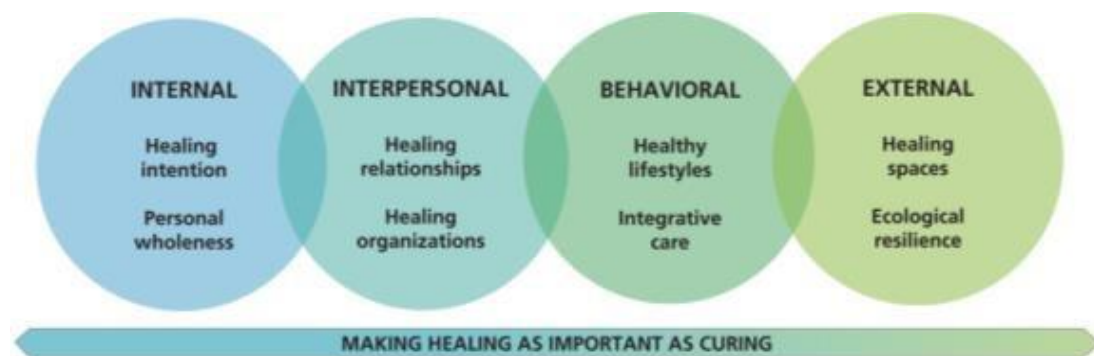 INTERNAL
Healing
intention
Personal
wholeness
INTERPERSONAL
Healing
relationships
Healing
organizations
BEHAVIORAL
Healthy
lifestyles
Integrative
care
EXTERNAL
Healing
spaces
Ecological
resilience
MAKING HEALING AS IMPORTANT AS CURING